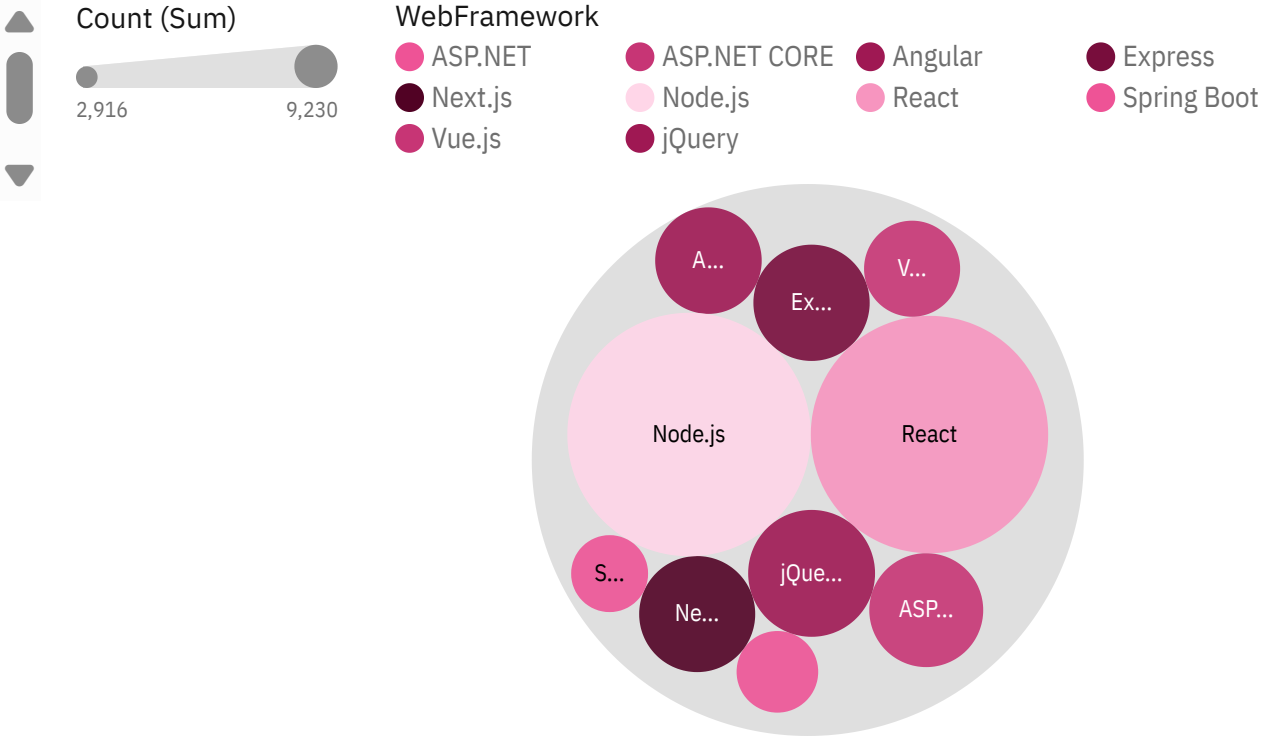 Count (Sum)
2,916
9,230
WebFramework
ASP.NET
ASP.NET CORE
Angular
Express
Next.js
Node.js
React
Spring Boot
Vue.js
jQuery
A...
V...
Ex...
Node.js
React
S...
jQue...
Ne...
ASP...